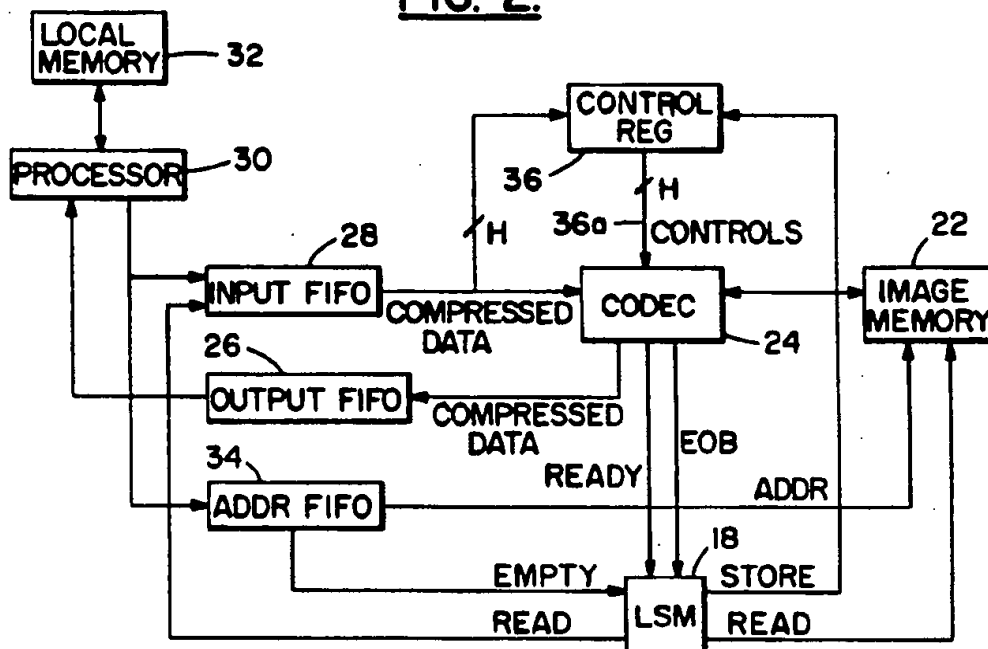 FIG. 2.
LOCAL
MEMORY
32
CONTROL
REG
30
PROCESSOR
36
H
36a
CONTROLS
H
28
22
INPUT FIFO
COMPRESSED
DATA
CODEC
24
IMAGE
MEMORY
26
OUTPUT FIFO
COMPRESSED
DATA
EOB
READY
34
ADDR FIFO
ADDR
18
EMPTY
STORE
LSM
READ
READ